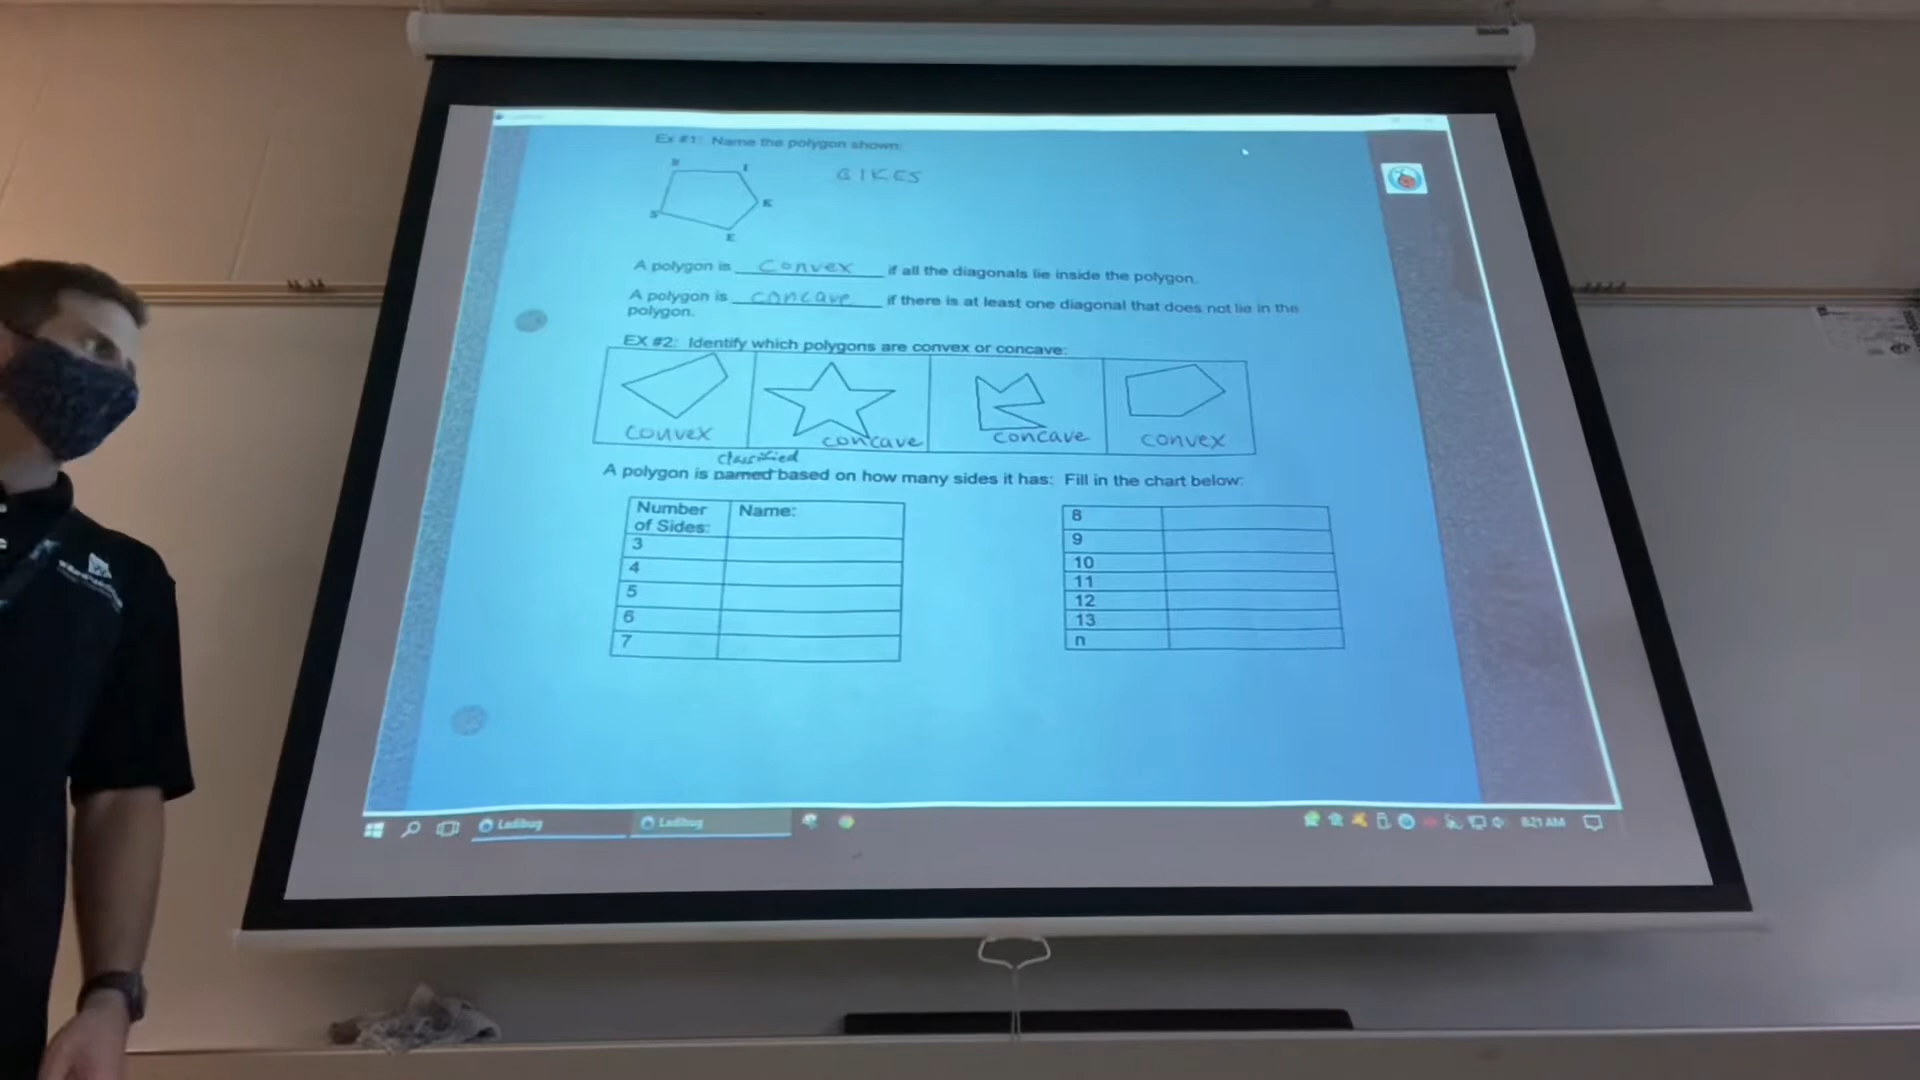 Ex #1: Name the polygon shown:
B
I
BIKES
K
S
E
A polygon is convex if all the diagonals lie inside the polygon.
A polygon is concave if there is at least one diagonal that does not lie in the
polygon.
EX #2: Identify which polygons are convex or concave:
convex
concave
concave
convex
classified
A polygon is named based on how many sides it has: Fill in the chart below:
Number of Sides: Name:
3
4
5
6
7
8
9
10
11
12
13
n
Ladibug
Ladibug
8:21 AM